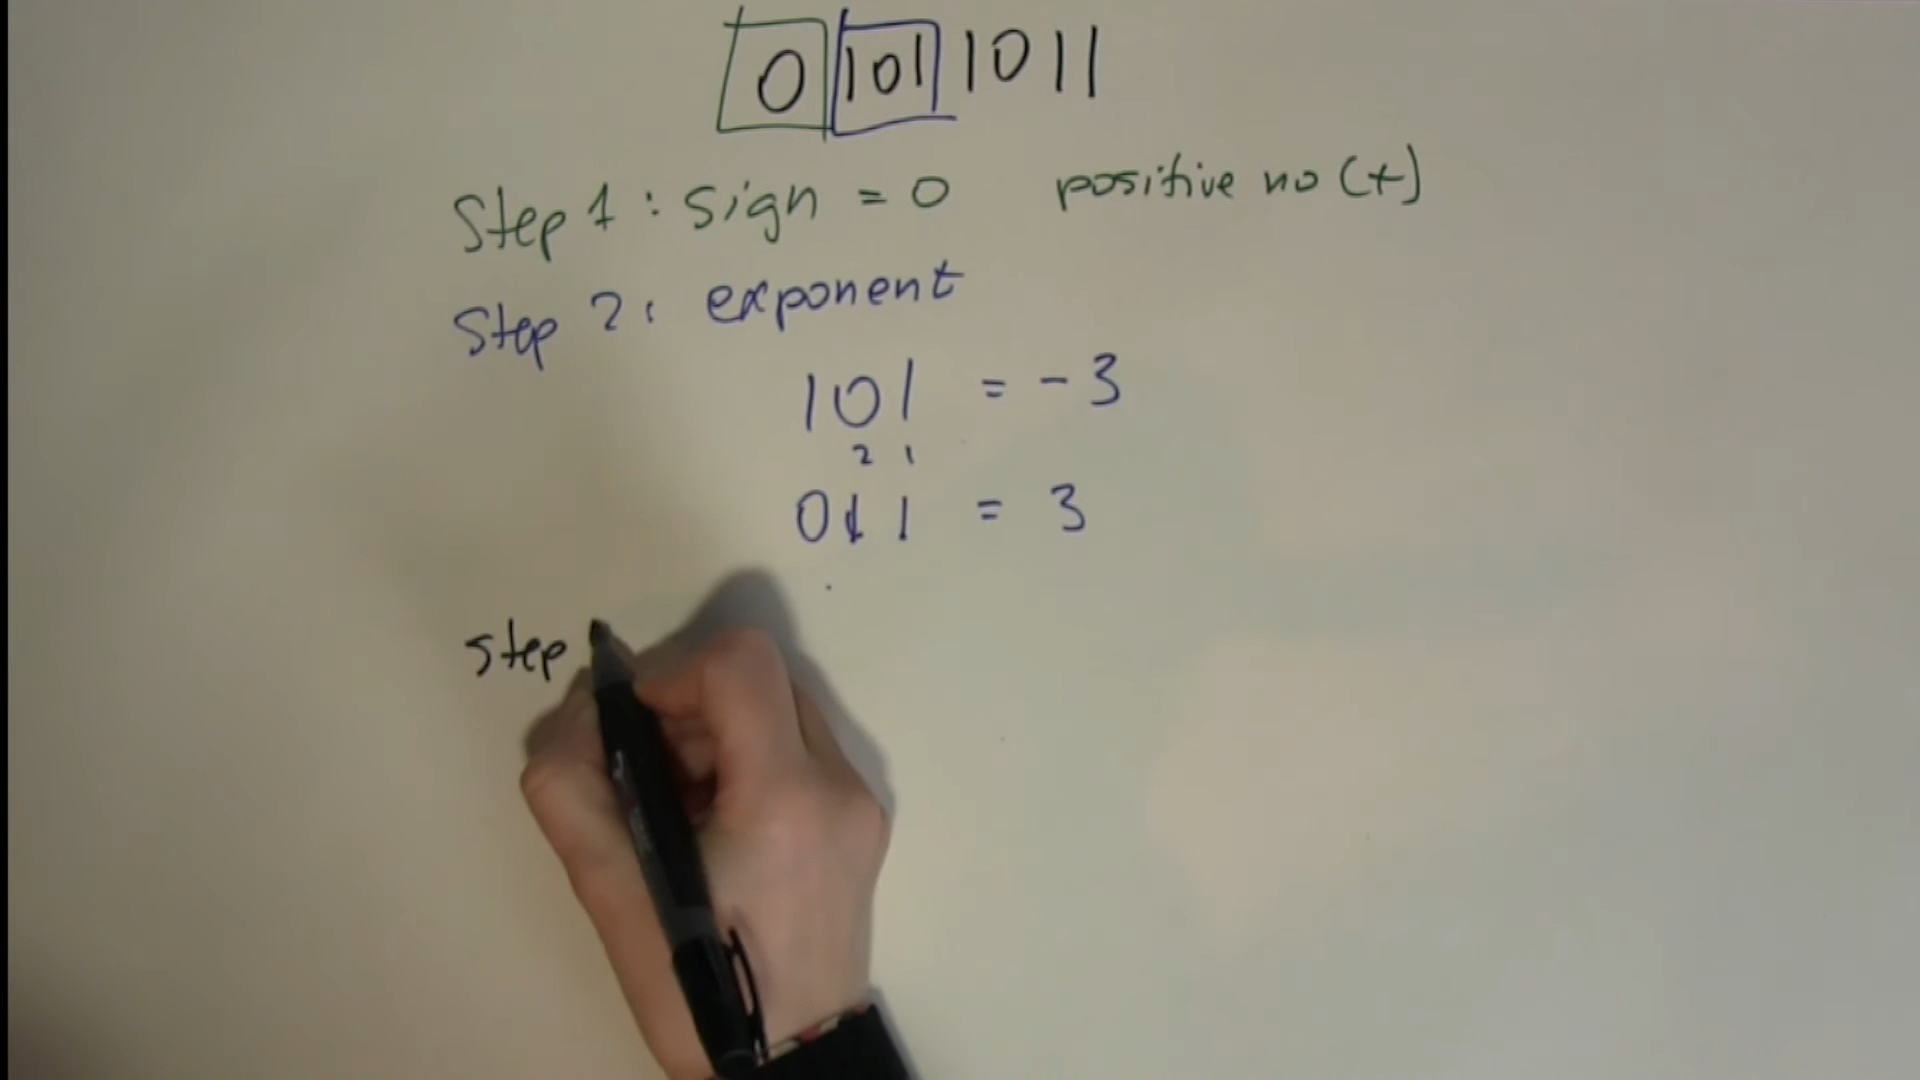 0 101 1011
Step 1: sign = 0 positive no (+)
Step 2: exponent
101 = -3
2 1
011 = 3
step